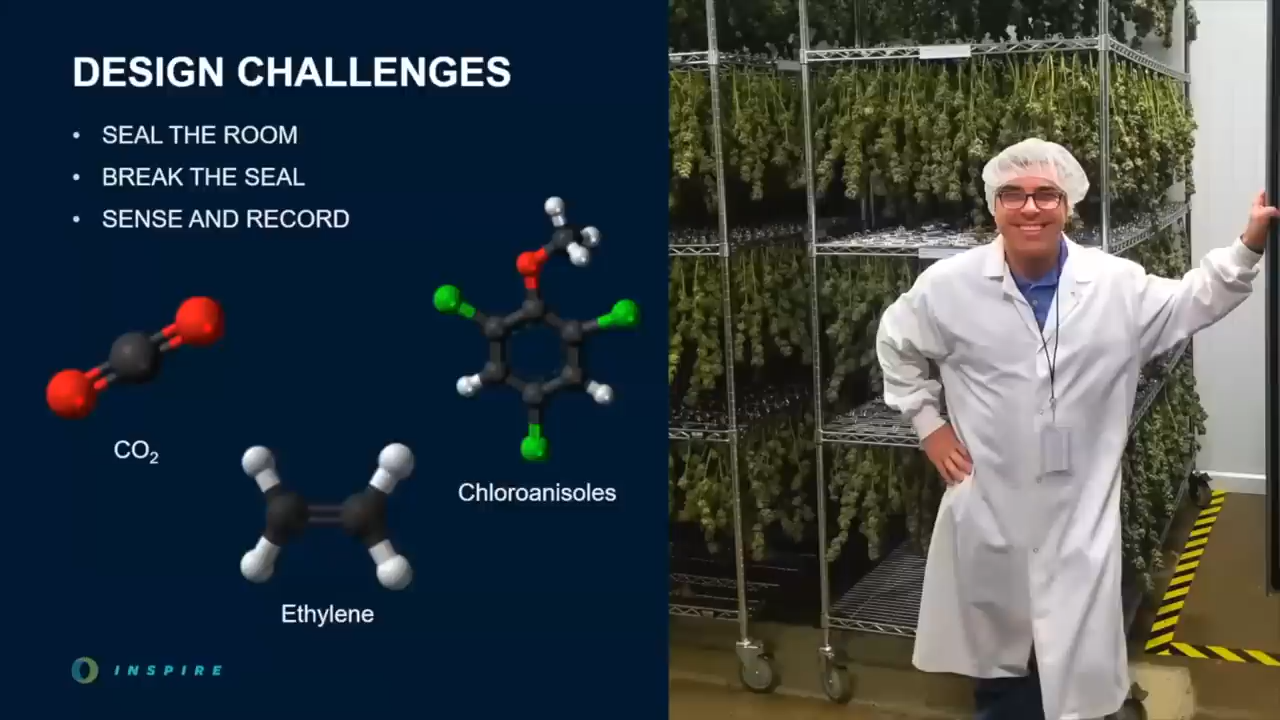 DESIGN CHALLENGES
• SEAL THE ROOM
• BREAK THE SEAL
• SENSE AND RECORD
CO₂
Chloroanisoles
Ethylene
INSPIRE